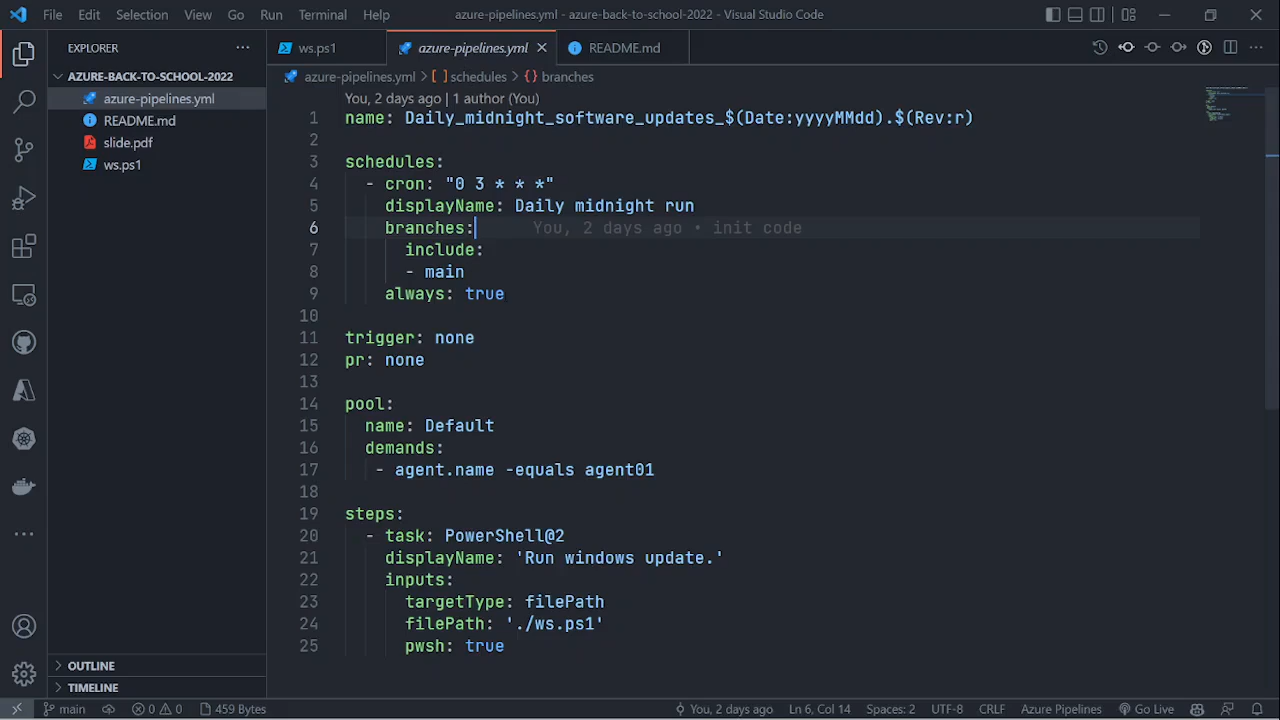 File Edit Selection View Go Run Terminal Help azure-pipelines.yml - azure-back-to-school-2022 - Visual Studio Code
EXPLORER
AZURE-BACK-TO-SCHOOL-2022
azure-pipelines.yml
README.md
slide.pdf
ws.ps1
OUTLINE
TIMELINE
ws.ps1 azure-pipelines.yml README.md
azure-pipelines.yml > [ ] schedules > {} branches
You, 2 days ago | 1 author (You)
1 name: Daily_midnight_software_updates_$(Date:yyyyMMdd).$(Rev:r)
2
3 schedules:
4 - cron: "0 3 * * *"
5 displayName: Daily midnight run
6 branches: You, 2 days ago • init code
7 include:
8 - main
9 always: true
10
11 trigger: none
12 pr: none
13
14 pool:
15 name: Default
16 demands:
17 - agent.name -equals agent01
18
19 steps:
20 - task: PowerShell@2
21 displayName: 'Run windows update.'
22 inputs:
23 targetType: filePath
24 filePath: './ws.ps1'
25 pwsh: true
main 0 0 459 Bytes You, 2 days ago Ln 6, Col 14 Spaces: 2 UTF-8 CRLF Azure Pipelines Go Live